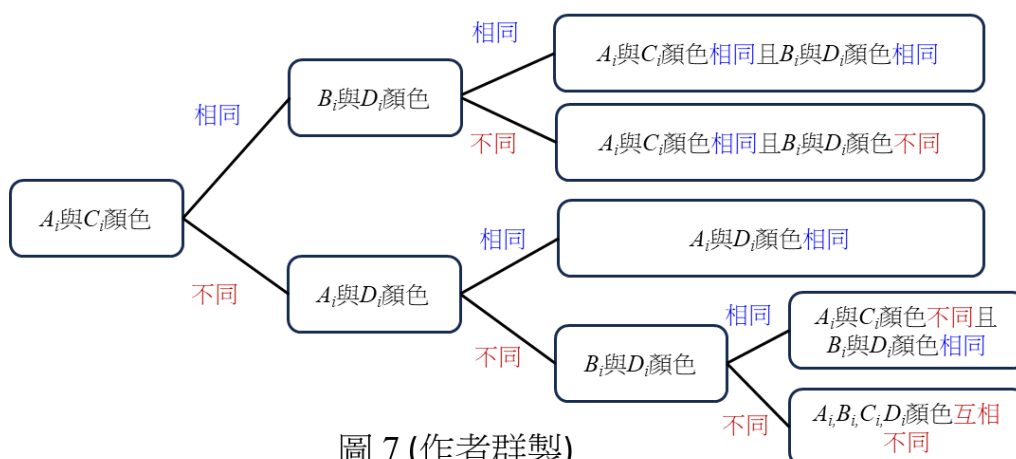 相同
Aᵢ與Cᵢ顏色相同且Bᵢ與Dᵢ顏色相同
Bᵢ與Dᵢ顏色
相同
不同
Aᵢ與Cᵢ顏色相同且Bᵢ與Dᵢ顏色不同
Aᵢ與Cᵢ顏色
相同
Aᵢ與Dᵢ顏色相同
不同
Aᵢ與Dᵢ顏色
相同
Aᵢ與Cᵢ顏色不同且
Bᵢ與Dᵢ顏色相同
不同
Bᵢ與Dᵢ顏色
不同
Aᵢ,Bᵢ,Cᵢ,Dᵢ顏色互相
不同
圖 7 (作者群製)